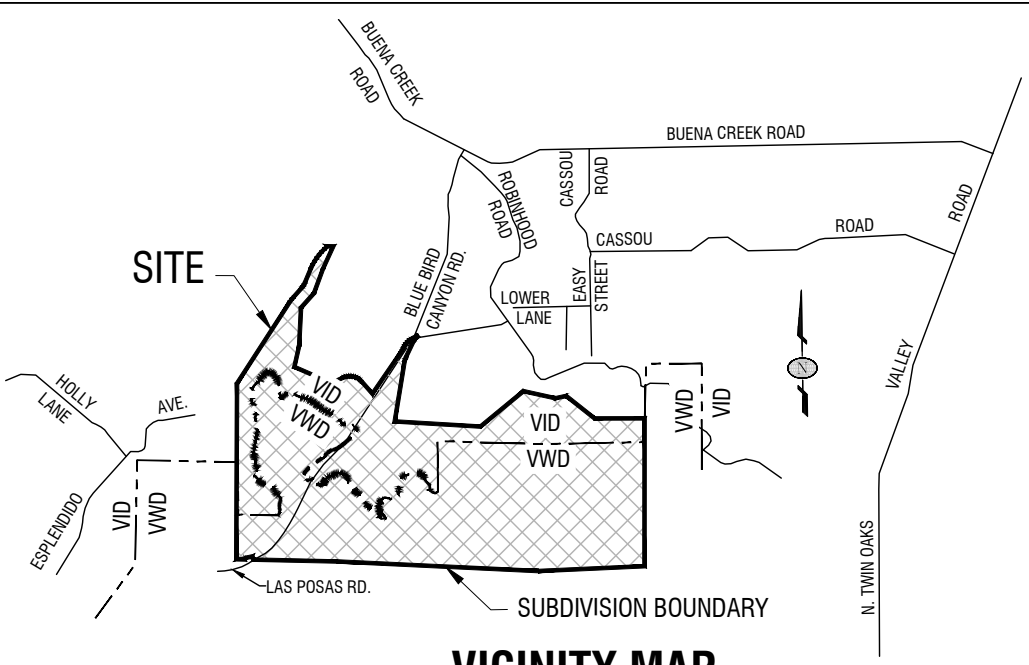 BUENA CREEK
ROAD
BUENA CREEK ROAD
ROBINHOOD
ROAD
CASSOU
ROAD
ROAD
CASSOU
ROAD
SITE
BLUE BIRD
CANYON RD.
LOWER
LANE
EASY
STREET
N
VALLEY
HOLLY
LANE
AVE.
VID
VWD
VID
VWD
VWD
VID
ESPLENDIDO
VID
VWD
LAS POSAS RD.
SUBDIVISION BOUNDARY
N. TWIN OAKS
VICINITY MAP